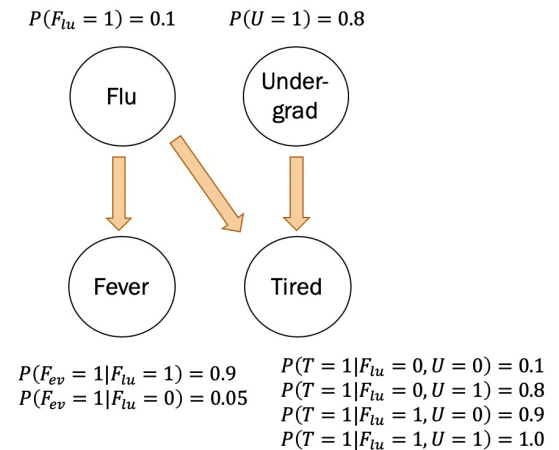 P(F_lu = 1) = 0.1
P(U = 1) = 0.8
Flu
Under-
grad
Fever
Tired
P(F_ev = 1|F_lu = 1) = 0.9
P(F_ev = 1|F_lu = 0) = 0.05
P(T = 1|F_lu = 0, U = 0) = 0.1
P(T = 1|F_lu = 0, U = 1) = 0.8
P(T = 1|F_lu = 1, U = 0) = 0.9
P(T = 1|F_lu = 1, U = 1) = 1.0